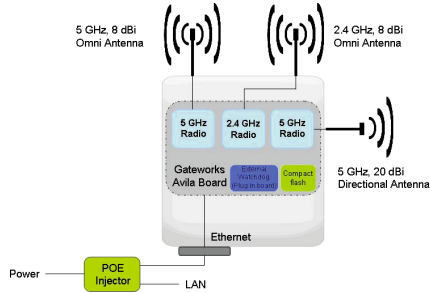 5 GHz, 8 dBi
Omni Antenna
2.4 GHz, 8 dBi
Omni Antenna
5 GHz
Radio
2.4 GHz
Radio
5 GHz
Radio
Gateworks
Avila Board
External
Watchdog
(Plug in board)
Compact
flash
5 GHz, 20 dBi
Directional Antenna
Ethernet
POE
Injector
Power
LAN